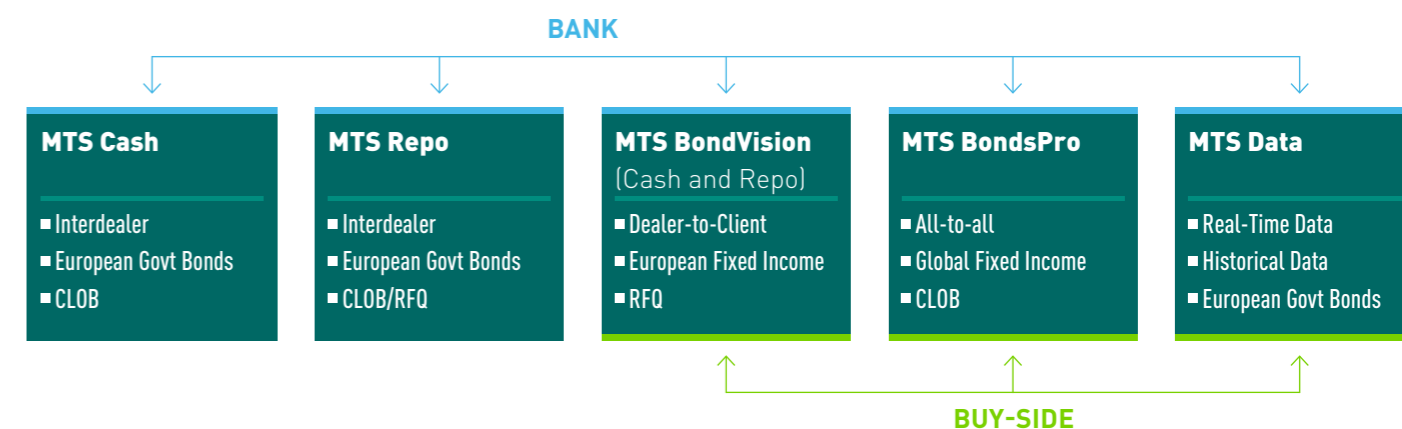 BANK
MTS Cash
Interdealer
European Govt Bonds
CLOB
MTS Repo
Interdealer
European Govt Bonds
CLOB/RFQ
MTS BondVision
(Cash and Repo)
Dealer-to-Client
European Fixed Income
RFQ
MTS BondsPro
All-to-all
Global Fixed Income
CLOB
MTS Data
Real-Time Data
Historical Data
European Govt Bonds
BUY-SIDE